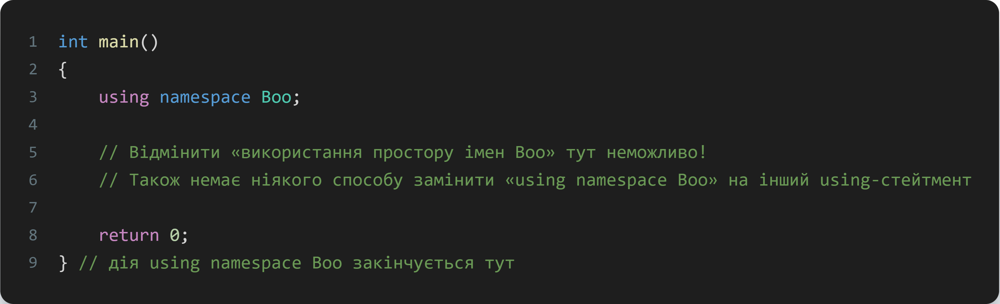 1 int main()
2 {
3 using namespace Boo;
4
5 // Відмінити «використання простору імен Boo» тут неможливо!
6 // Також немає ніякого способу замінити «using namespace Boo» на інший using-стейтмент
7
8 return 0;
9 } // дія using namespace Boo закінчується тут